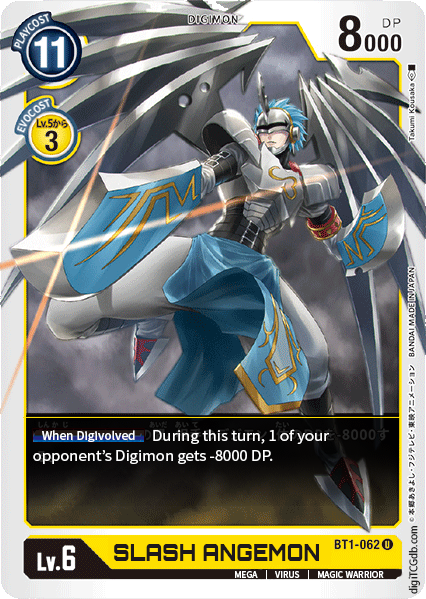 DIGIMON
PLAYCOST
11
DP
8000
EVOCOST
Lv.5から
3
Takumi Kousaka
When Digivolved During this turn, 1 of your
opponent's Digimon gets -8000 DP.
BT1-062 U
Lv.6
SLASH ANGEMON
MEGA | VIRUS | MAGIC WARRIOR
© 本郷あきよし・フジテレビ・東映アニメーション BANDAI MADE IN JAPAN
digiTCGdb.com